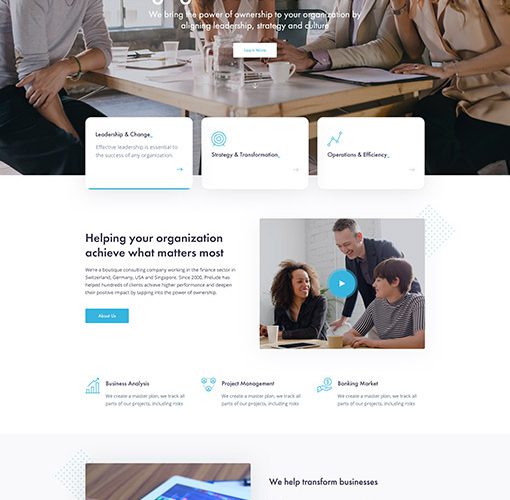 We bring the power of ownership to your organization by
aligning leadership, strategy and culture
Learn More
Leadership & Change_
Effective leadership is essential to
the success of any organization.
Strategy & Transformation_
Operations & Efficiency_
Helping your organization
achieve what matters most
We're a boutique consulting company working in the finance sector in
Switzerland, Germany, USA and Singapore. Since 2000, Prelude has
helped hundreds of clients achieve higher performance and deepen
their positive impact by tapping into the power of ownership.
About Us
Business Analysis
We create a master plan, we track all
parts of our projects, including risks
Project Management
We create a master plan, we track all
parts of our projects, including risks
Banking Market
We create a master plan, we track all
parts of our projects, including risks
We help transform businesses